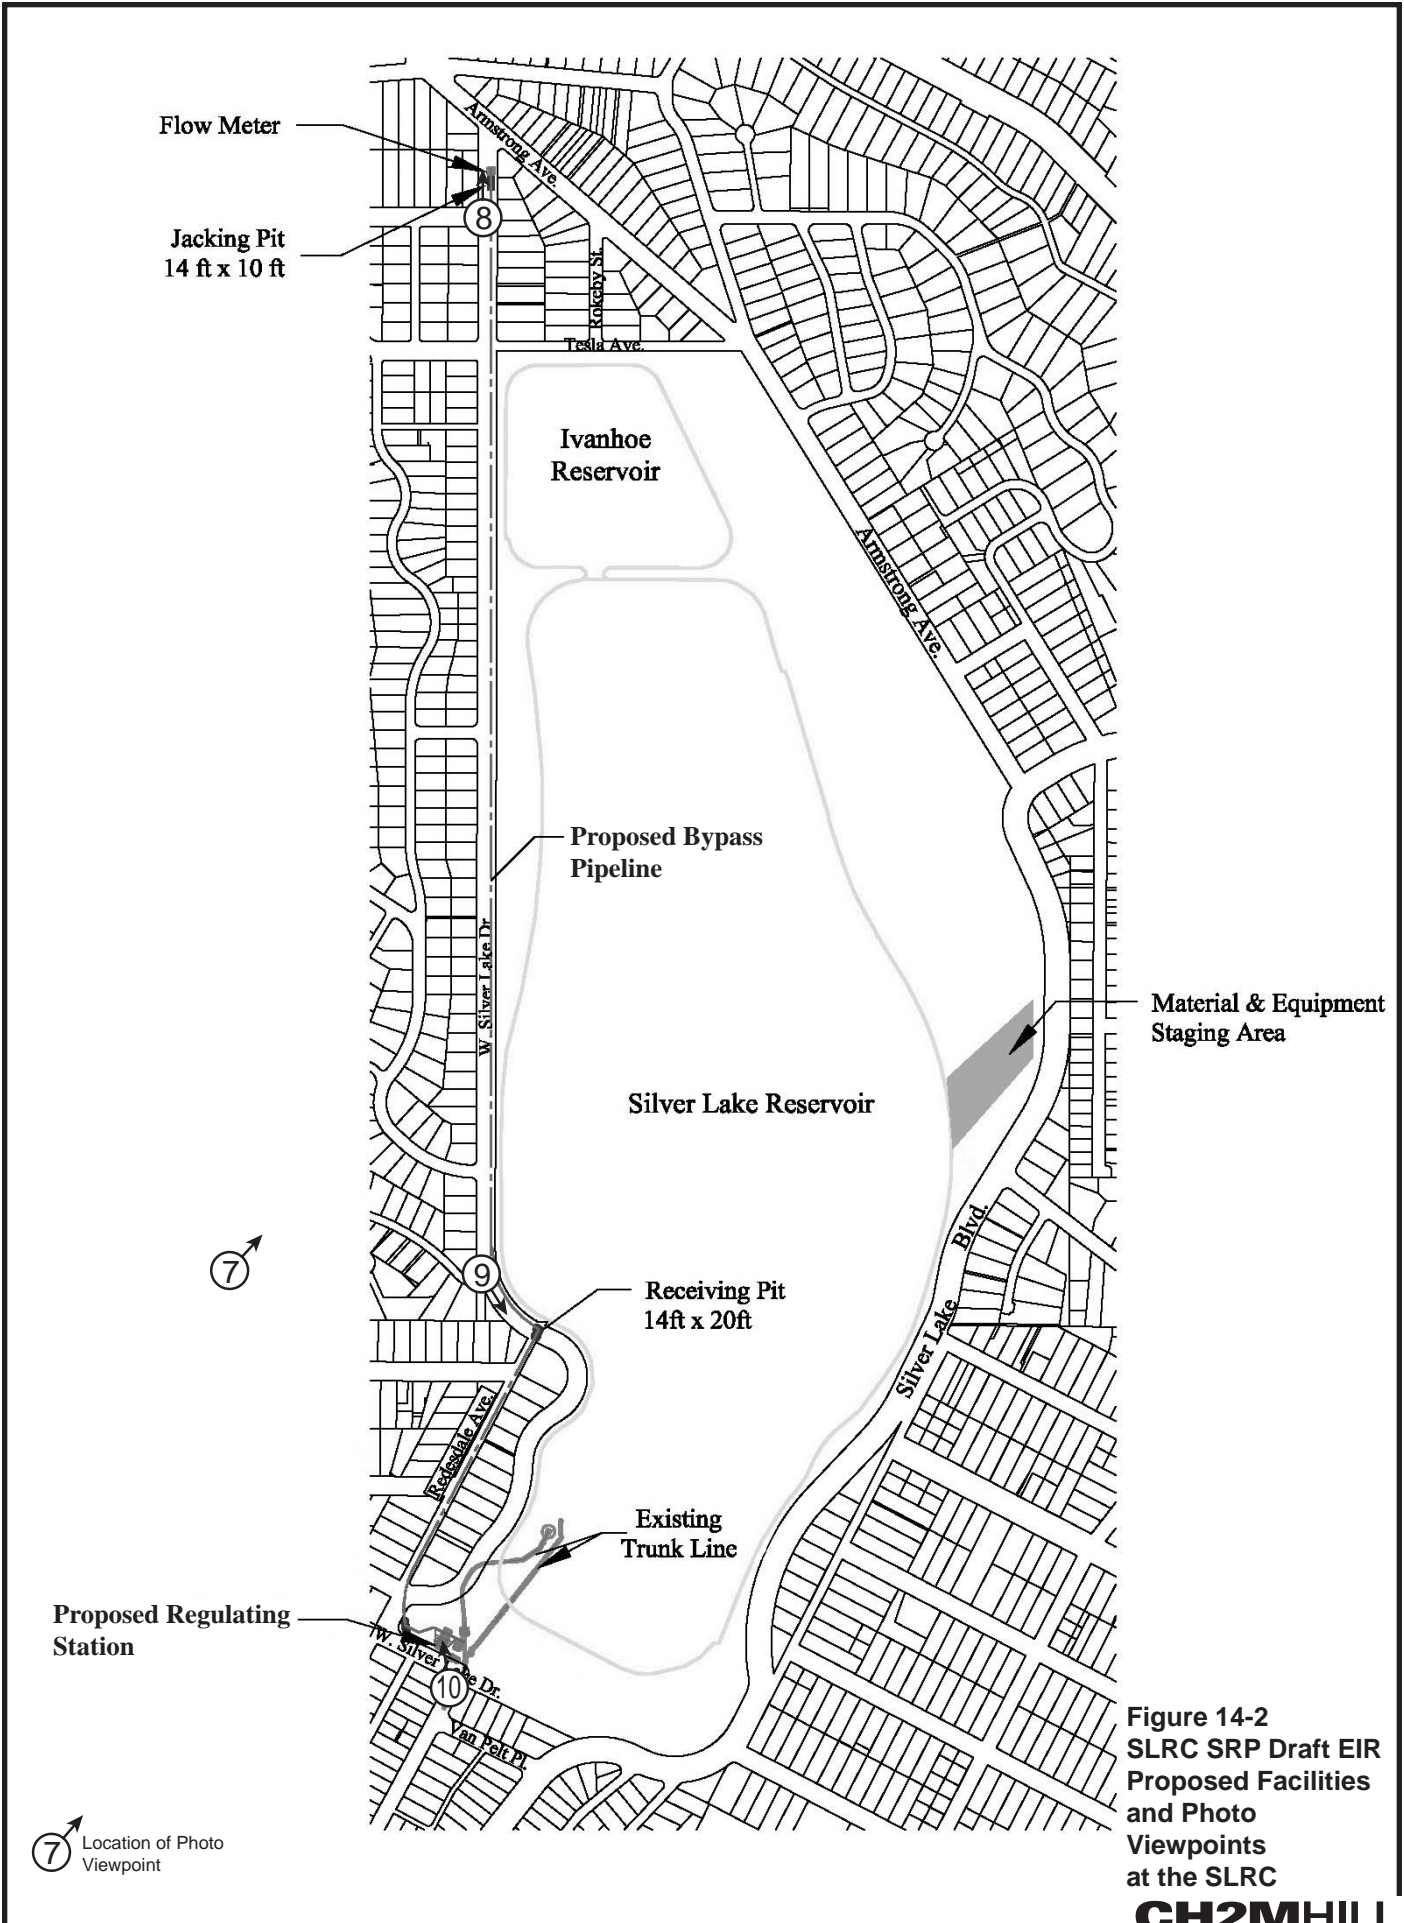 Flow Meter
Armstrong Ave.
8
Jacking Pit
14 ft x 10 ft
Rokeby St.
Tesla Ave.
Ivanhoe
Reservoir
Armstrong Ave.
Proposed Bypass
Pipeline
W. Silver Lake Dr
Material & Equipment
Staging Area
Silver Lake Reservoir
7
9
Receiving Pit
14ft x 20ft
Silver Lake Blvd.
Redesdale Ave.
Existing
Trunk Line
Proposed Regulating
Station
W. Silver Lake Dr.
10
Van Pelt Pl.
7
Location of Photo
Viewpoint
Figure 14-2
SLRC SRP Draft EIR
Proposed Facilities
and Photo
Viewpoints
at the SLRC
CH2MHILL